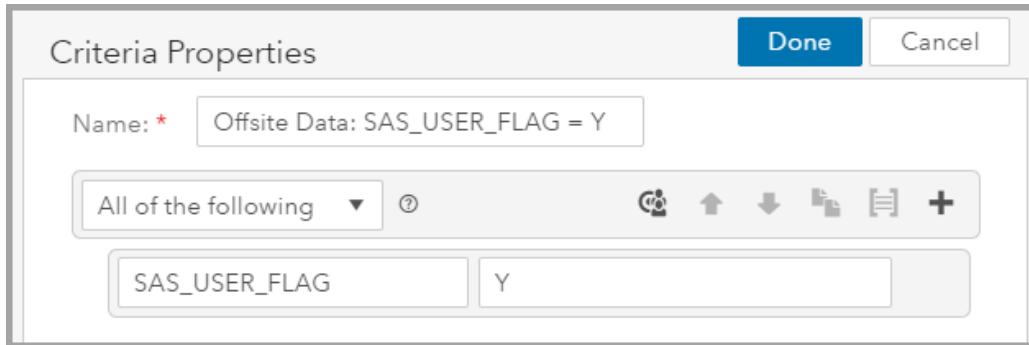 Criteria Properties
Done
Cancel
Name: *
Offsite Data: SAS_USER_FLAG = Y
All of the following
SAS_USER_FLAG
Y